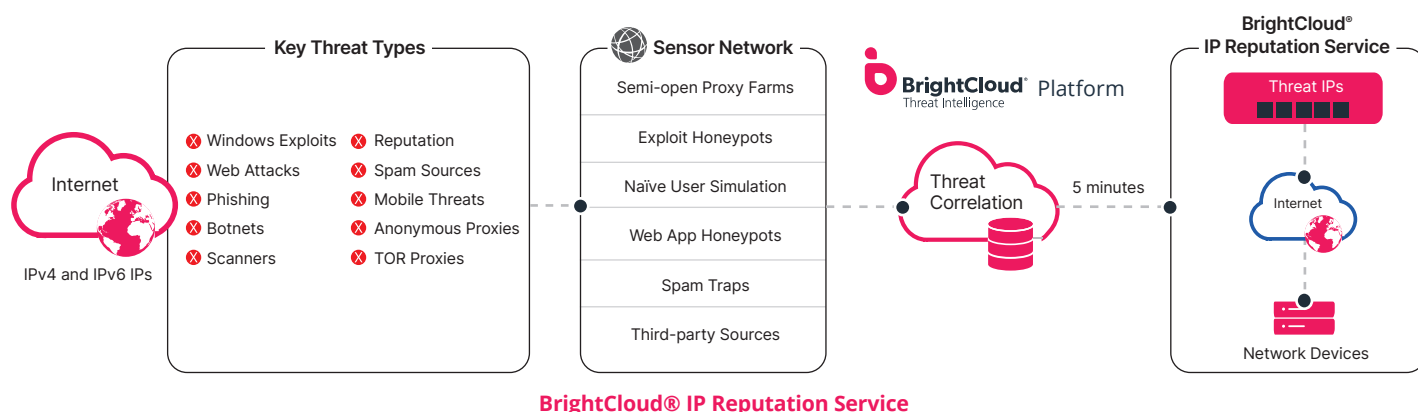 Internet
IPv4 and IPv6 IPs
Key Threat Types
X Windows Exploits
X Web Attacks
X Phishing
X Botnets
X Scanners
X Reputation
X Spam Sources
X Mobile Threats
X Anonymous Proxies
X TOR Proxies
Sensor Network
Semi-open Proxy Farms
Exploit Honeypots
Naïve User Simulation
Web App Honeypots
Spam Traps
Third-party Sources
BrightCloud® Platform
Threat Intelligence
Threat
Correlation
5 minutes
BrightCloud®
IP Reputation Service
Threat IPs
Internet
Network Devices
BrightCloud® IP Reputation Service